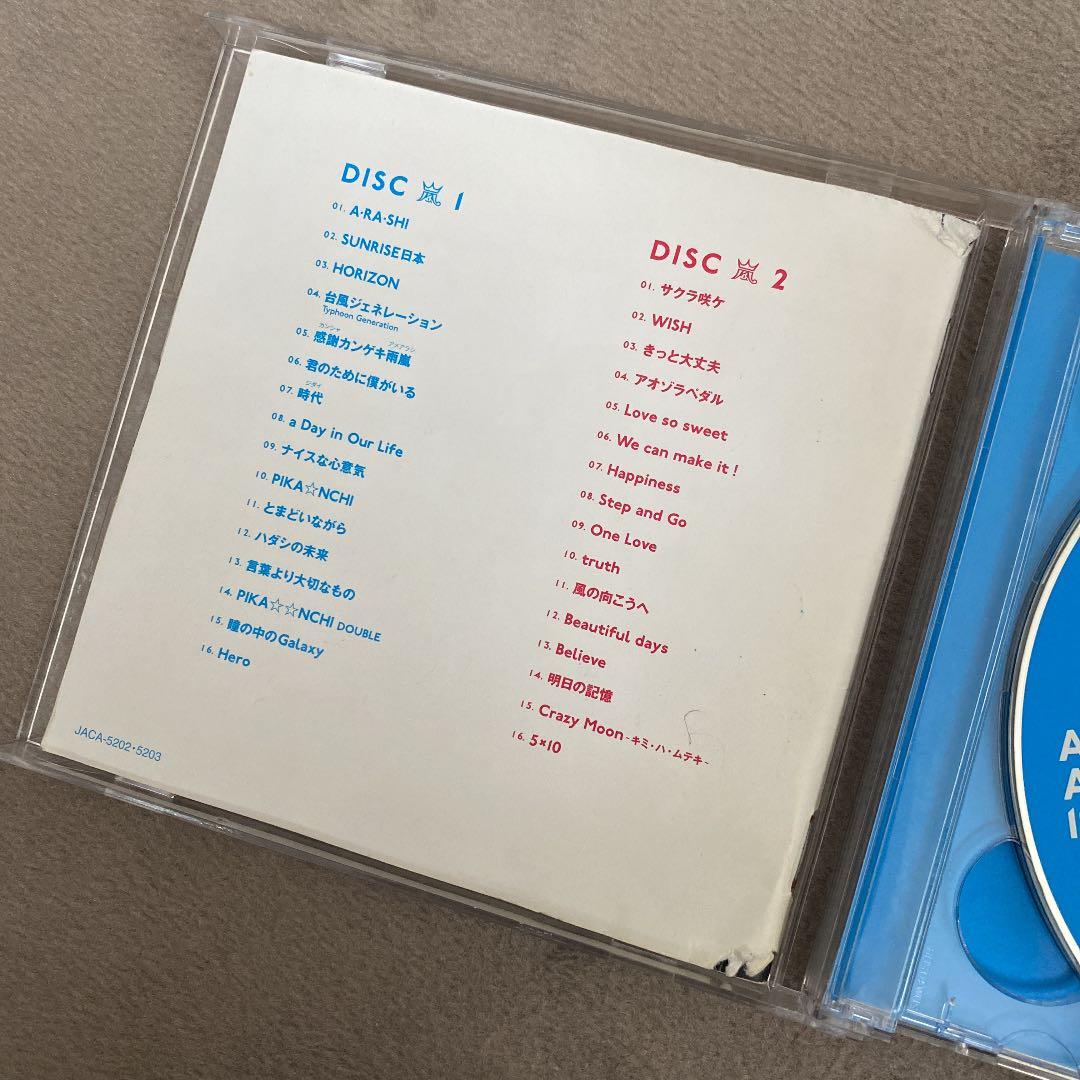 DISC 嵐 1
01. A・RA・SHI
02. SUNRISE日本
03. HORIZON
04. 台風ジェネレーション
Typhoon Generation
カンシャ アメアラシ
05. 感謝カンゲキ雨嵐
06. 君のために僕がいる
ジダイ
07. 時代
08. a Day in Our Life
09. ナイスな心意気
10. PIKA☆NCHI
11. とまどいながら
12. ハダシの未来
13. 言葉より大切なもの
14. PIKA☆☆NCHI DOUBLE
15. 瞳の中のGalaxy
16. Hero
JACA-5202・5203
DISC 嵐 2
01. サクラ咲ケ
02. WISH
03. きっと大丈夫
04. アオゾラペダル
05. Love so sweet
06. We can make it !
07. Happiness
08. Step and Go
09. One Love
10. truth
11. 風の向こうへ
12. Beautiful days
13. Believe
14. 明日の記憶
15. Crazy Moon ~キミ・ハ・ムテキ~
16. 5×10